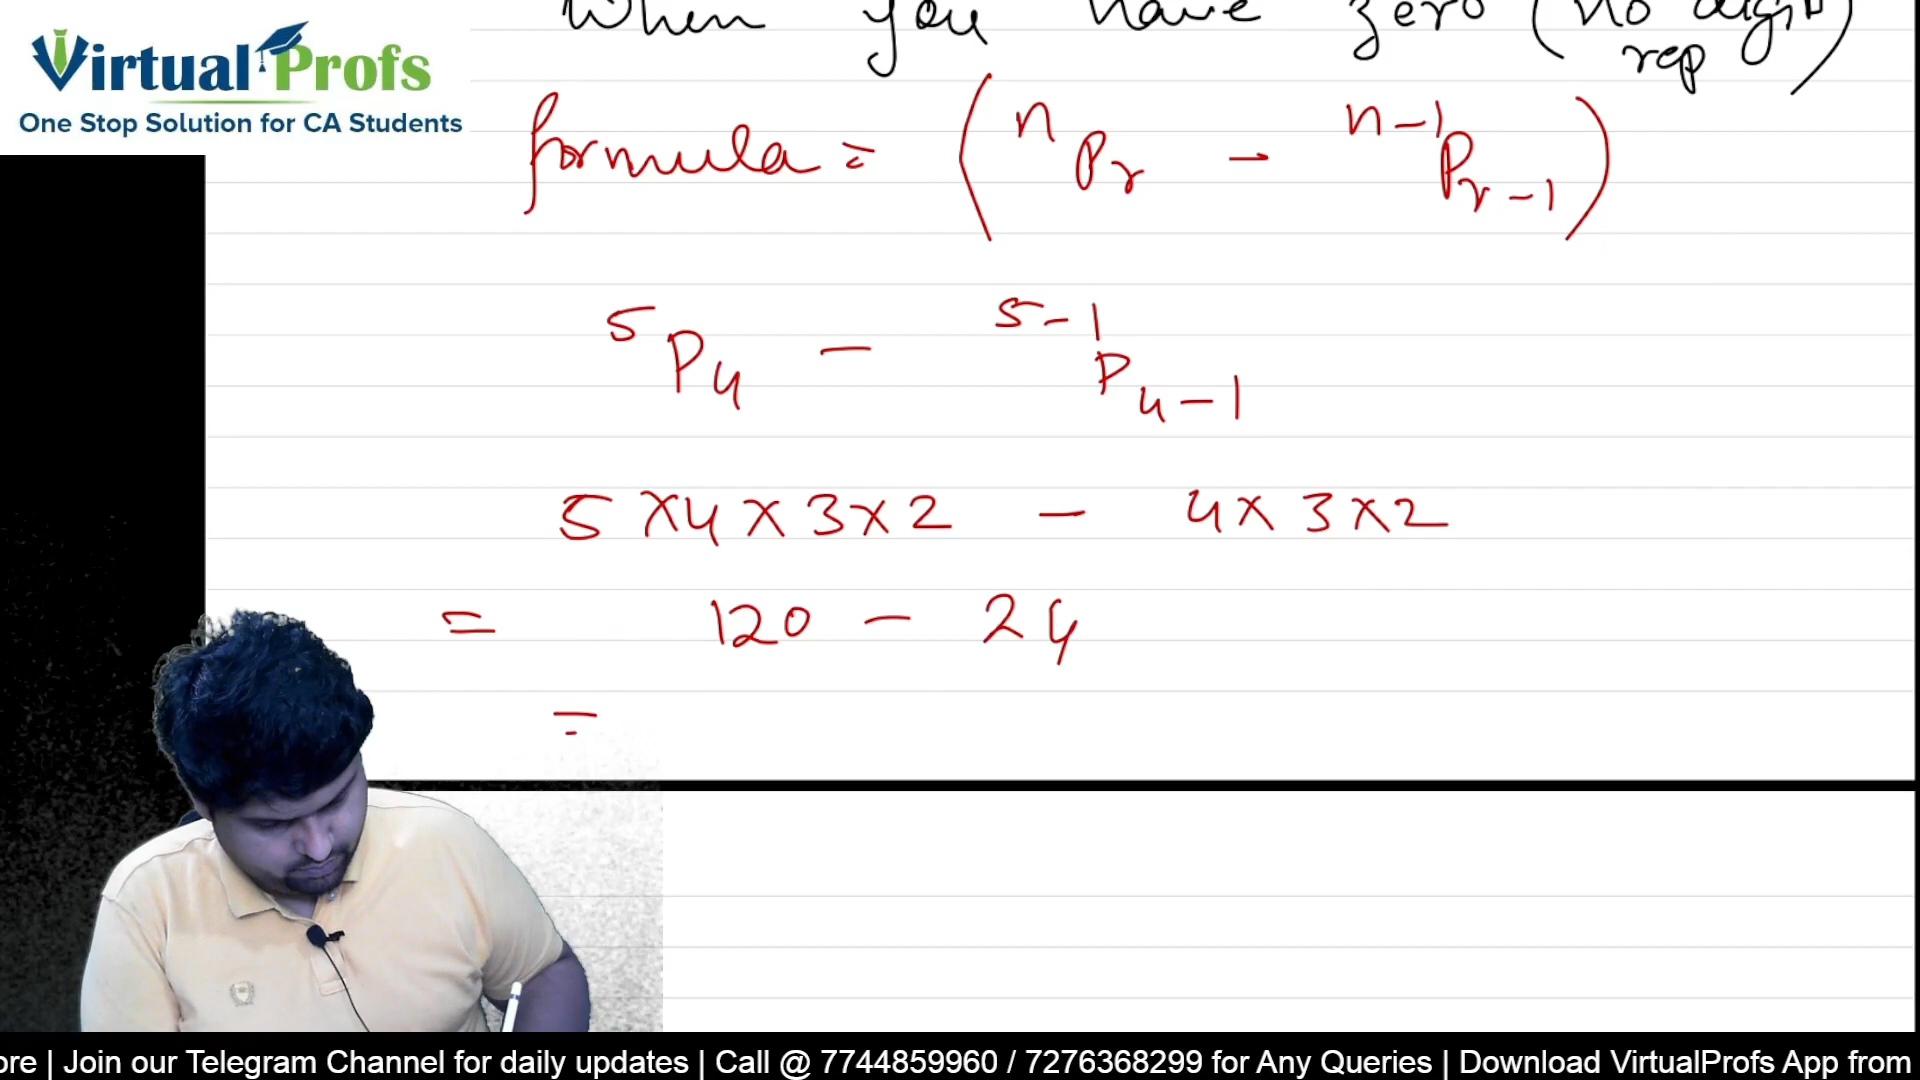 When you have zero (no digit
rep)
Virtual Profs
One Stop Solution for CA Students
formula = (ⁿPᵣ - ⁿ⁻¹Pᵣ₋₁)
⁵P₄ - ⁵⁻¹P₄₋₁
5 × 4 × 3 × 2 - 4 × 3 × 2
= 120 - 24
=
ore | Join our Telegram Channel for daily updates | Call @ 7744859960 / 7276368299 for Any Queries | Download VirtualProfs App from